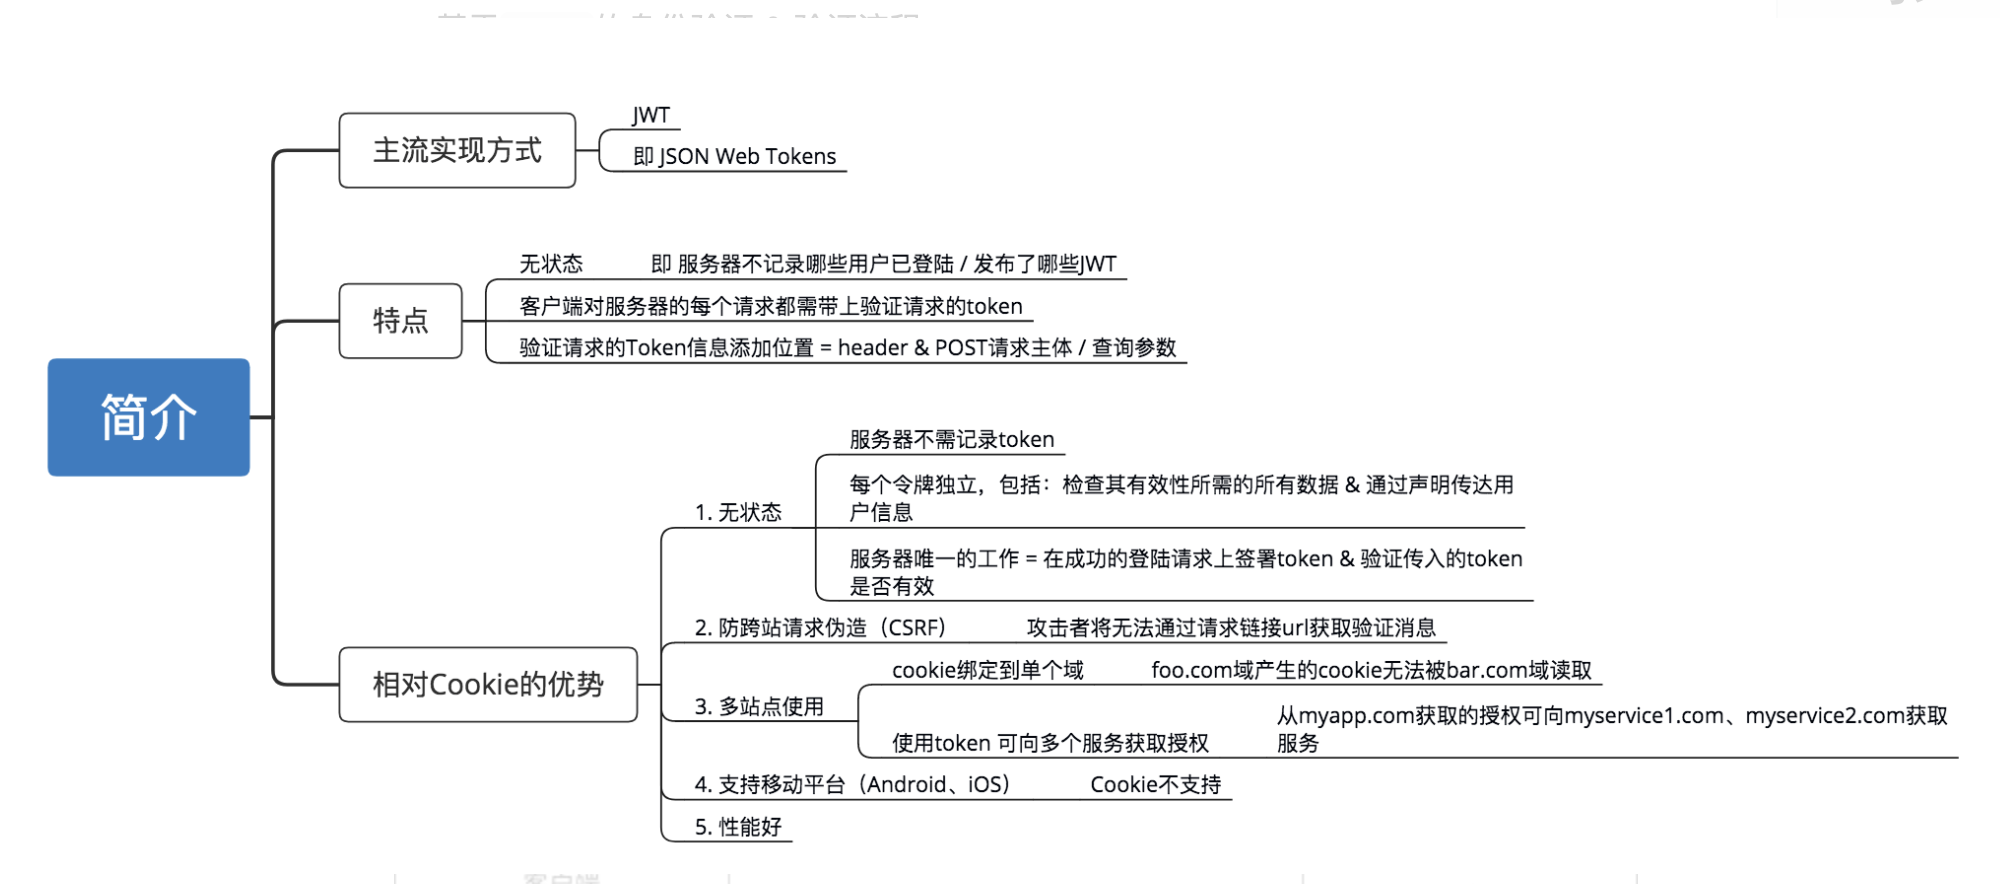 主流实现方式
JWT
即 JSON Web Tokens
特点
无状态 即 服务器不记录哪些用户已登陆 / 发布了哪些JWT
客户端对服务器的每个请求都需带上验证请求的token
验证请求的Token信息添加位置 = header & POST请求主体 / 查询参数
简介
相对Cookie的优势
1. 无状态
服务器不需记录token
每个令牌独立，包括：检查其有效性所需的所有数据 & 通过声明传达用
户信息
服务器唯一的工作 = 在成功的登陆请求上签署token & 验证传入的token
是否有效
2. 防跨站请求伪造（CSRF） 攻击者将无法通过请求链接url获取验证消息
3. 多站点使用
cookie绑定到单个域 foo.com域产生的cookie无法被bar.com域读取
使用token 可向多个服务获取授权
从myapp.com获取的授权可向myservice1.com、myservice2.com获取
服务
4. 支持移动平台（Android、iOS） Cookie不支持
5. 性能好